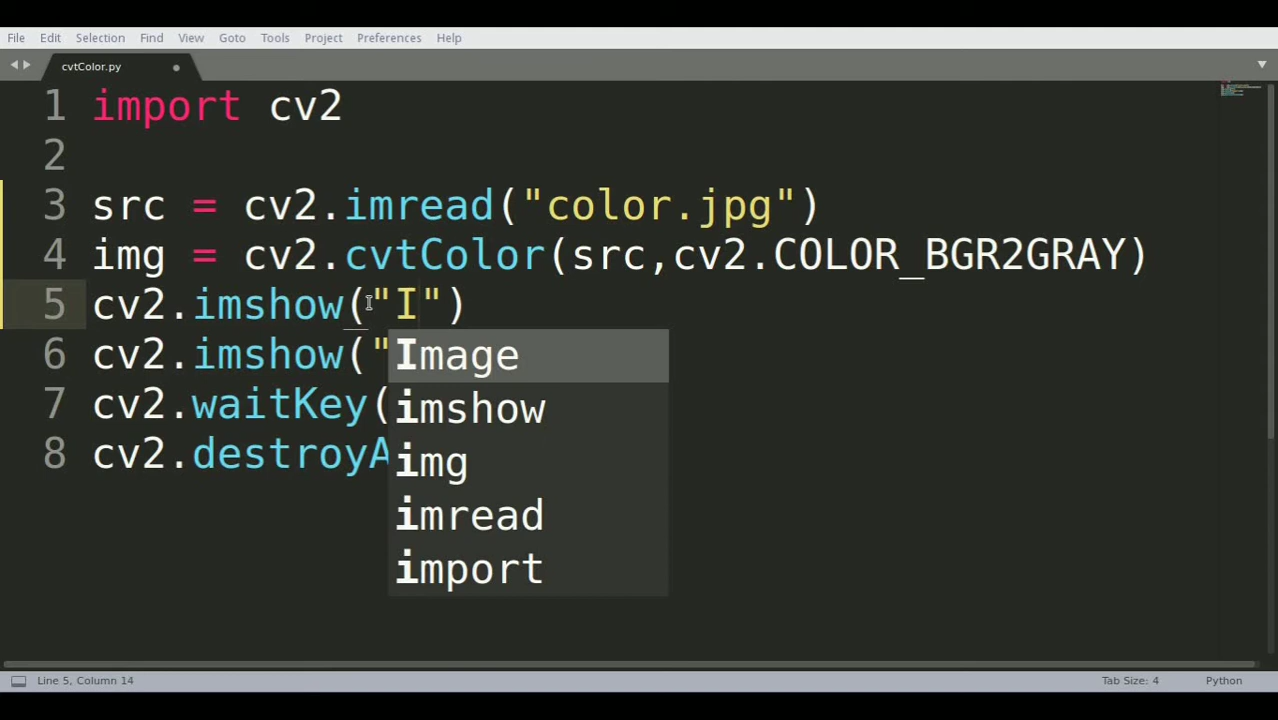 File Edit Selection Find View Goto Tools Project Preferences Help
cvtColor.py
1 import cv2
2
3 src = cv2.imread("color.jpg")
4 img = cv2.cvtColor(src,cv2.COLOR_BGR2GRAY)
5 cv2.imshow("I")
6 cv2.imshow("
Image
7 cv2.waitKey(
imshow
8 cv2.destroyA
img
imread
import
Line 5, Column 14 Tab Size: 4 Python